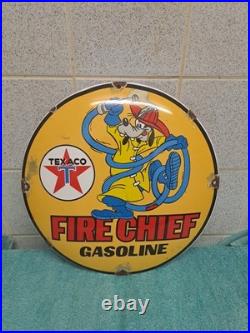 TEXACO
T
FIRE CHIEF
GASOLINE